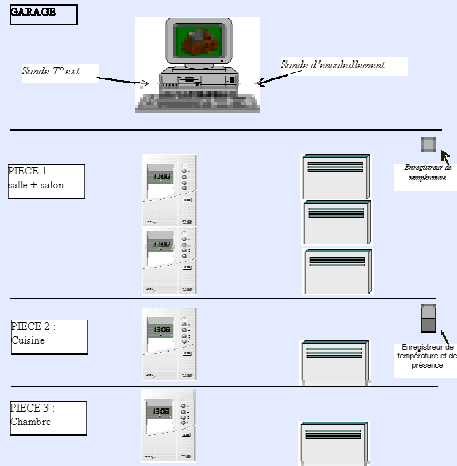 GARAGE
Sonde T° ext
Sonde d'ensoleillement
PIECE 1
salle + salon
Enregistreur de
température
PIECE 2 :
Cuisine
Enregistreur de
température et de
présence
PIECE 3 :
Chambre